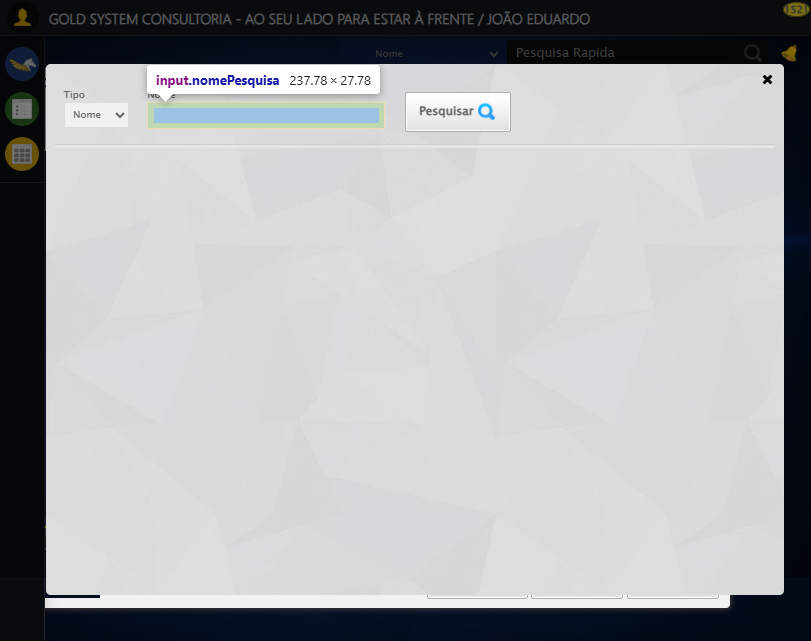 GOLD SYSTEM CONSULTORIA - AO SEU LADO PARA ESTAR À FRENTE / JOÃO EDUARDO
1521
Nome
Pesquisa Rapida
input.nomePesquisa 237.78 × 27.78
Tipo
Nome
Pesquisar